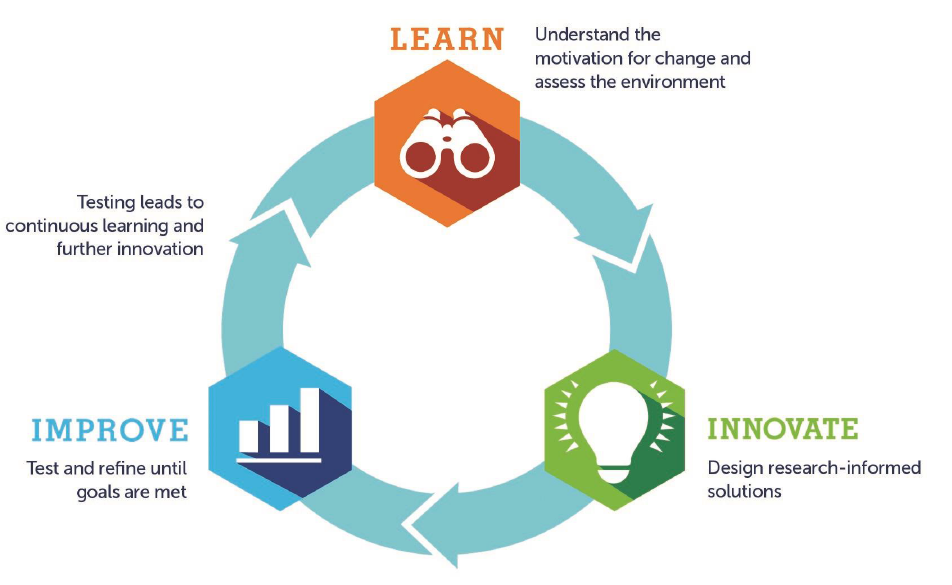 LEARN
Understand the
motivation for change and
assess the environment
Testing leads to
continuous learning and
further innovation
IMPROVE
Test and refine until
goals are met
INNOVATE
Design research-informed
solutions